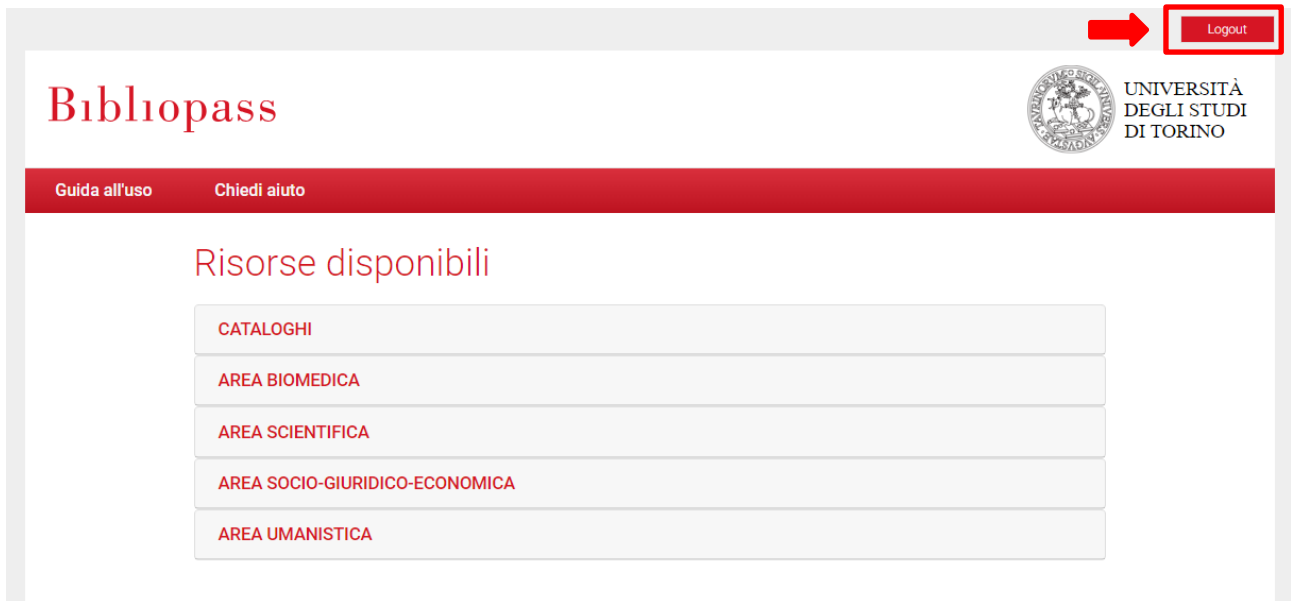 Logout
Bibliopass
UNIVERSITÀ
DEGLI STUDI
DI TORINO
Guida all'uso
Chiedi aiuto
Risorse disponibili
CATALOGHI
AREA BIOMEDICA
AREA SCIENTIFICA
AREA SOCIO-GIURIDICO-ECONOMICA
AREA UMANISTICA